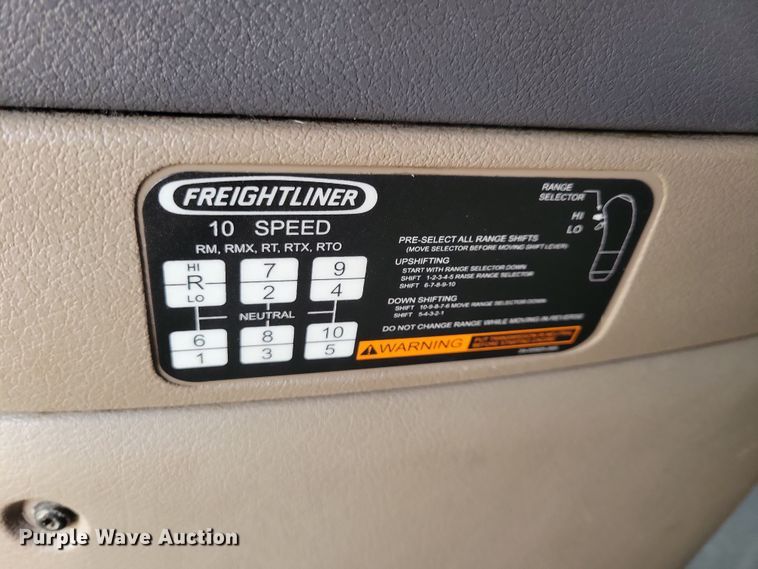 FREIGHTLINER
10 SPEED
RM, RMX, RT, RTX, RTO
HI
R
LO
7
2
9
4
NEUTRAL
6
1
8
3
10
5
RANGE
SELECTOR
HI
LO
PRE-SELECT ALL RANGE SHIFTS
(MOVE SELECTOR BEFORE MOVING SHIFT LEVER)
UPSHIFTING
START WITH RANGE SELECTOR DOWN
SHIFT 1-2-3-4-5 RAISE RANGE SELECTOR
SHIFT 6-7-8-9-10
DOWN SHIFTING
SHIFT 10-9-8-7-6 MOVE RANGE SELECTOR DOWN
SHIFT 5-4-3-2-1
DO NOT CHANGE RANGE WHILE MOVING IN REVERSE
WARNING
PUT TRANSMISSION IN NEUTRAL
Purple Wave Auction